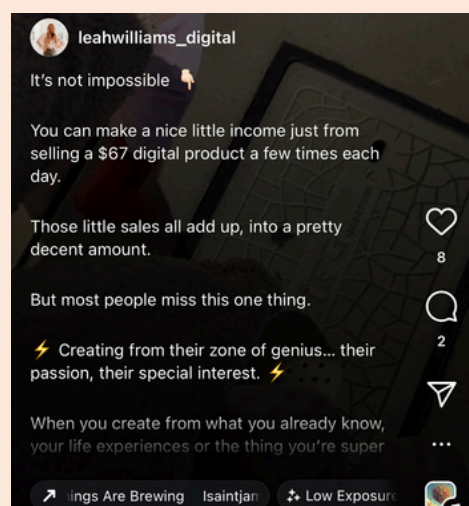 leahwilliams_digital
It's not impossible 👇🏻
You can make a nice little income just from
selling a $67 digital product a few times each
day.
Those little sales all add up, into a pretty
decent amount.
But most people miss this one thing.
⚡ Creating from their zone of genius... their
passion, their special interest. ⚡
When you create from what you already know,
your life experiences or the thing you're super
8
2
ings Are Brewing Isaintjam
Low Exposure